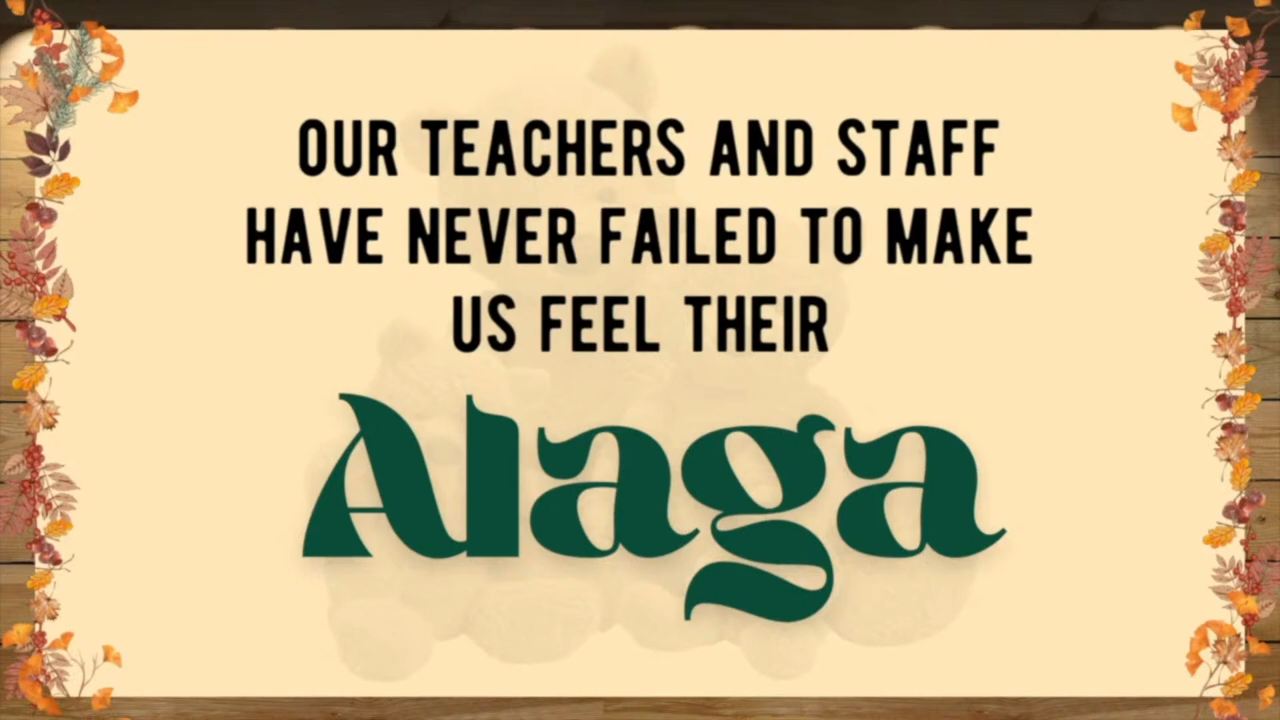 OUR TEACHERS AND STAFF
HAVE NEVER FAILED TO MAKE
US FEEL THEIR
Alaga